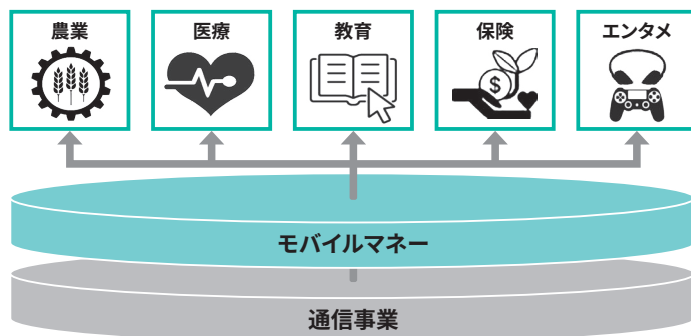 農業
医療
教育
保険
エンタメ
$
モバイルマネー
通信事業